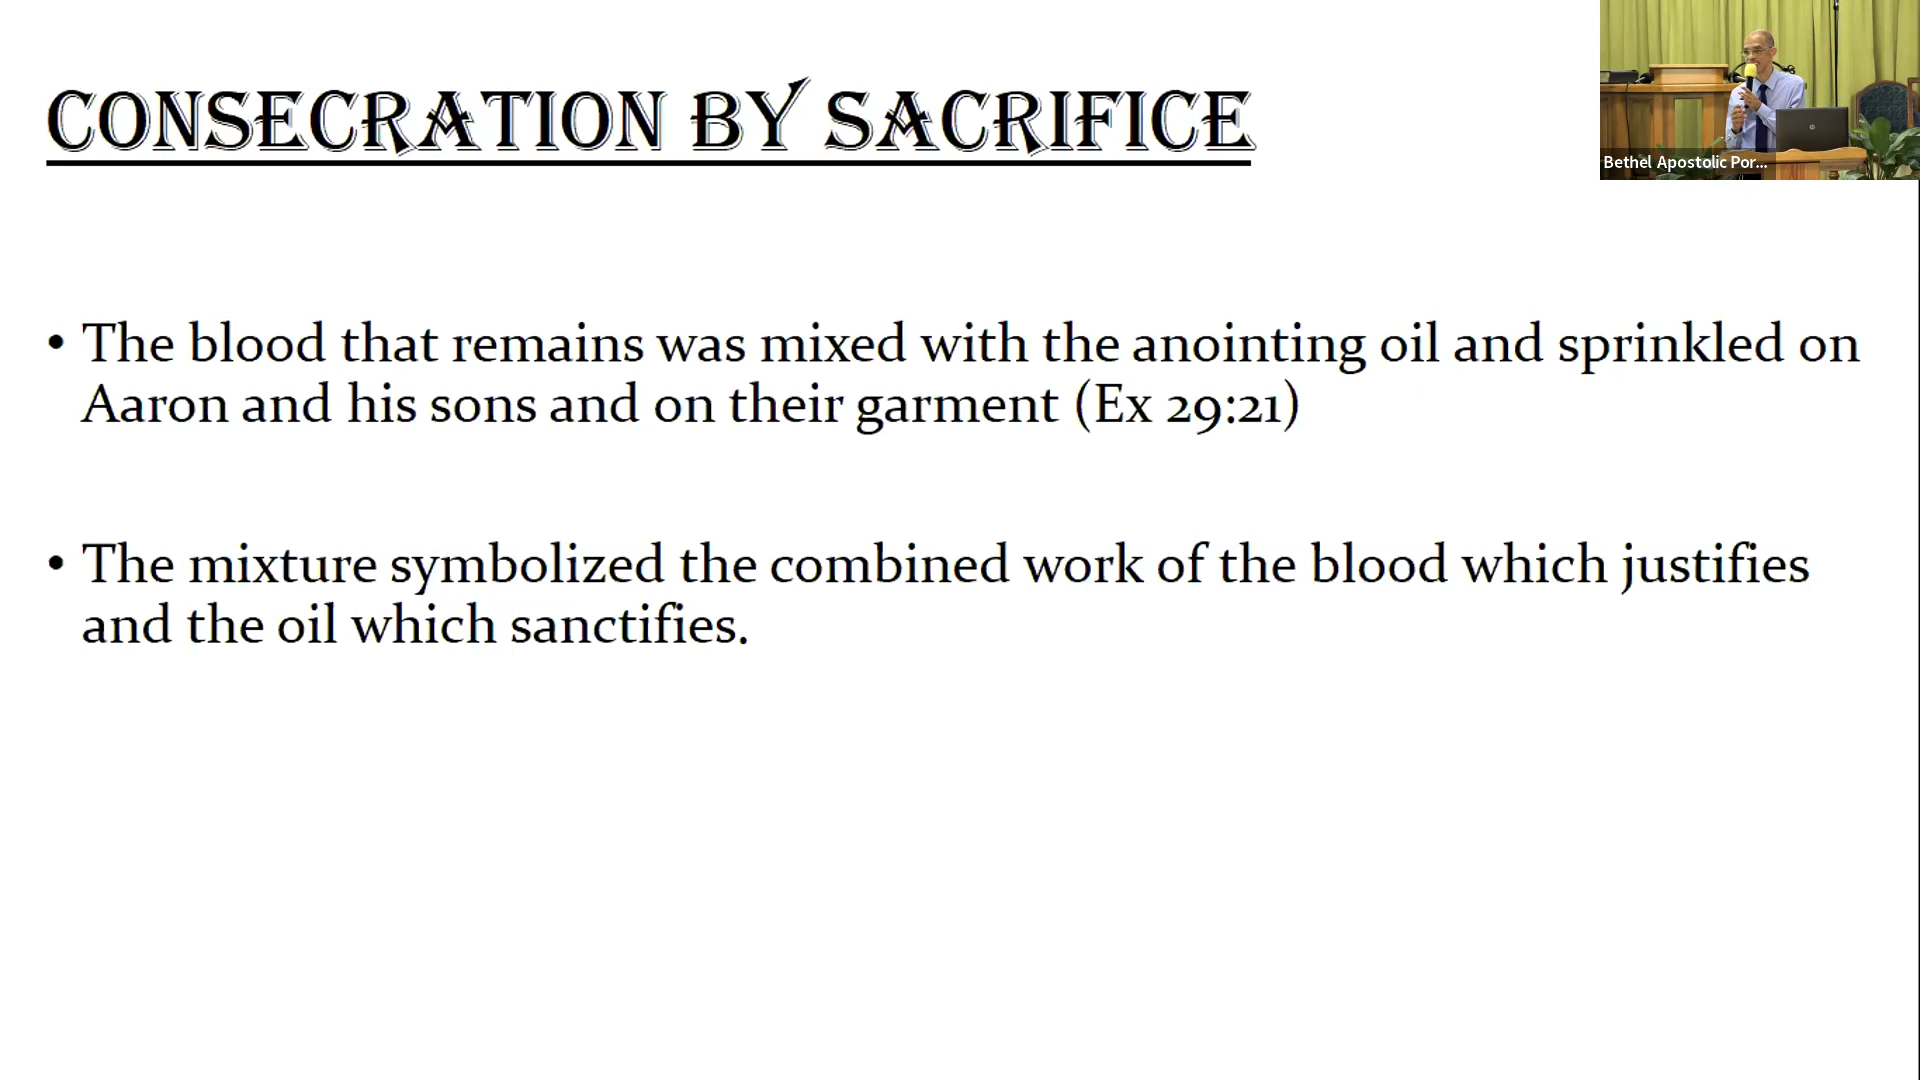 CONSECRATION BY SACRIFICE
Bethel Apostolic Por...
• The blood that remains was mixed with the anointing oil and sprinkled on
Aaron and his sons and on their garment (Ex 29:21)
• The mixture symbolized the combined work of the blood which justifies
and the oil which sanctifies.